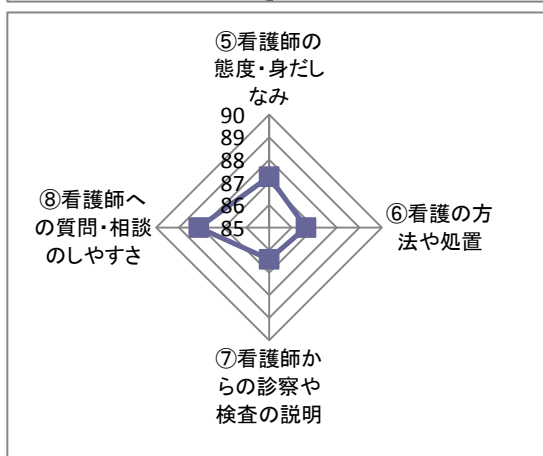 ⑤看護師の
態度・身だし
なみ
90
89
88
87
86
85
⑥看護の方
法や処置
⑦看護師か
らの診察や
検査の説明
⑧看護師へ
の質問・相談
のしやすさ